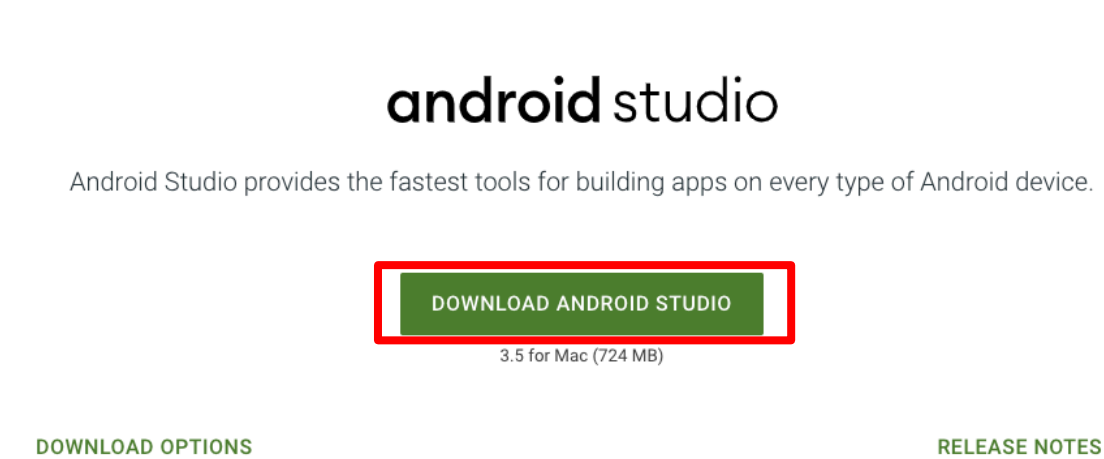 android studio
Android Studio provides the fastest tools for building apps on every type of Android device.
DOWNLOAD ANDROID STUDIO
3.5 for Mac (724 MB)
DOWNLOAD OPTIONS
RELEASE NOTES